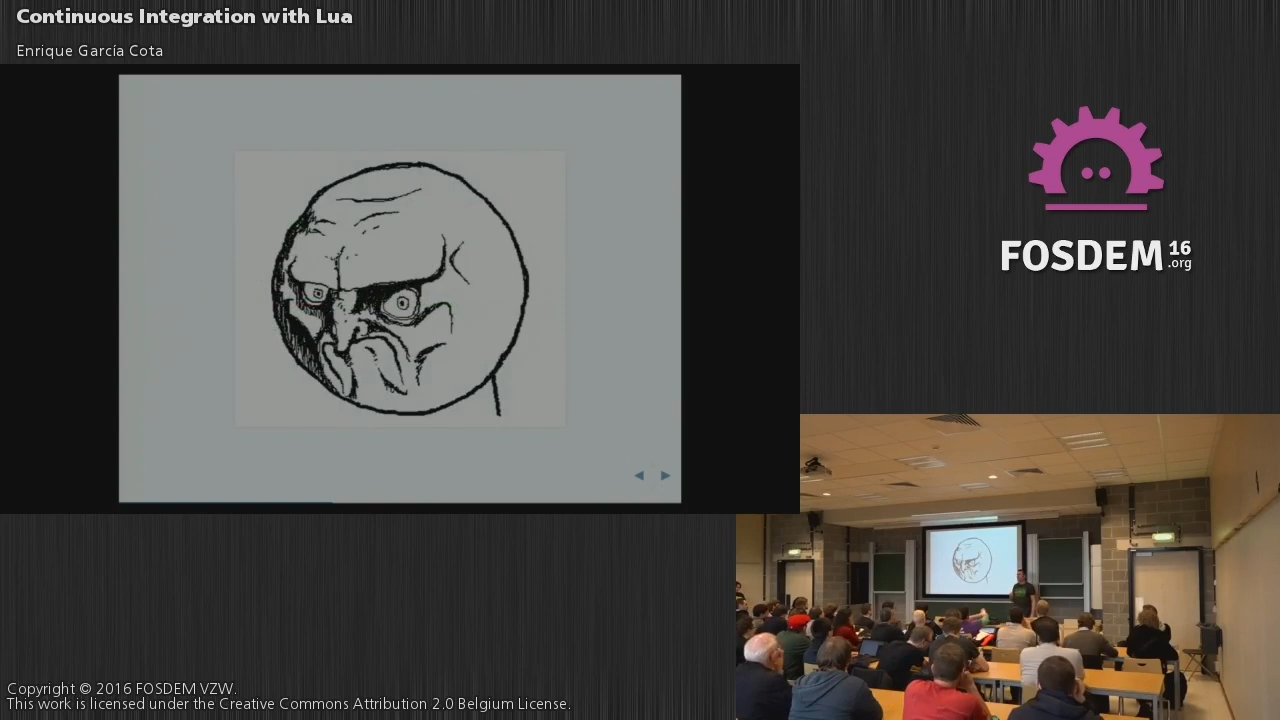 Continuous Integration with Lua
Enrique García Cota
FOSDEM 16
.org
Copyright © 2016 FOSDEM VZW.
This work is licensed under the Creative Commons Attribution 2.0 Belgium License.